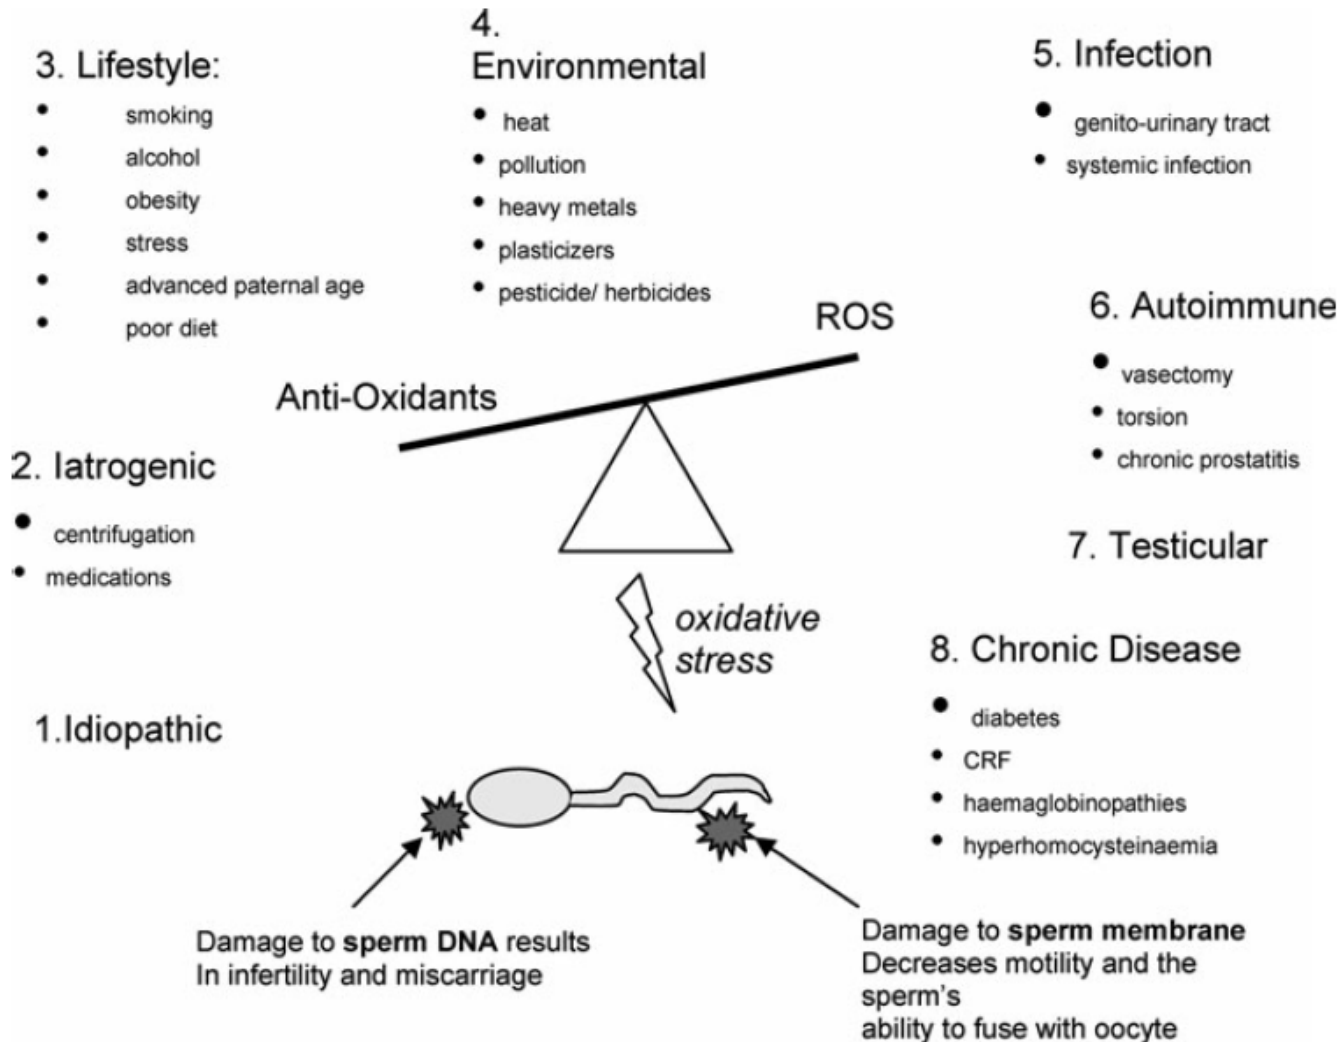 3. Lifestyle:
• smoking
• alcohol
• obesity
• stress
• advanced paternal age
• poor diet
4.
Environmental
• heat
• pollution
• heavy metals
• plasticizers
• pesticide/ herbicides
5. Infection
• genito-urinary tract
• systemic infection
ROS
Anti-Oxidants
6. Autoimmune
• vasectomy
• torsion
• chronic prostatitis
2. Iatrogenic
• centrifugation
• medications
7. Testicular
oxidative
stress
8. Chronic Disease
• diabetes
• CRF
• haemaglobinopathies
• hyperhomocysteinaemia
1.Idiopathic
Damage to sperm DNA results
In infertility and miscarriage
Damage to sperm membrane
Decreases motility and the
sperm's
ability to fuse with oocyte